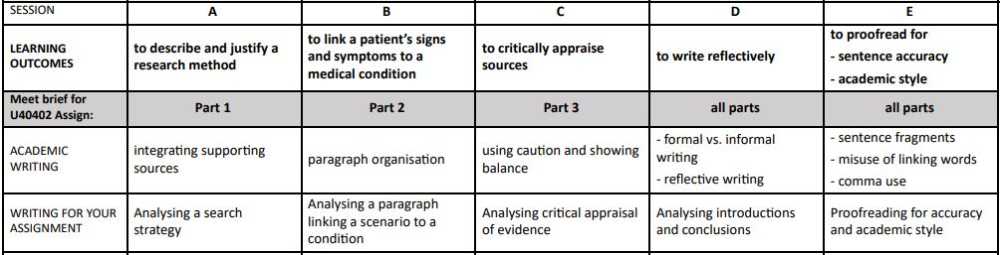 SESSION
A
B
C
D
E
LEARNING
OUTCOMES
to describe and justify a
research method
to link a patient's signs
and symptoms to a
medical condition
to critically appraise
sources
to write reflectively
to proofread for
- sentence accuracy
- academic style
Meet brief for
U40402 Assign:
Part 1
Part 2
Part 3
all parts
all parts
ACADEMIC
WRITING
integrating supporting
sources
paragraph organisation
using caution and showing
balance
- formal vs. informal
writing
- reflective writing
- sentence fragments
- misuse of linking words
- comma use
WRITING FOR YOUR
ASSIGNMENT
Analysing a search
strategy
Analysing a paragraph
linking a scenario to a
condition
Analysing critical appraisal
of evidence
Analysing introductions
and conclusions
Proofreading for accuracy
and academic style